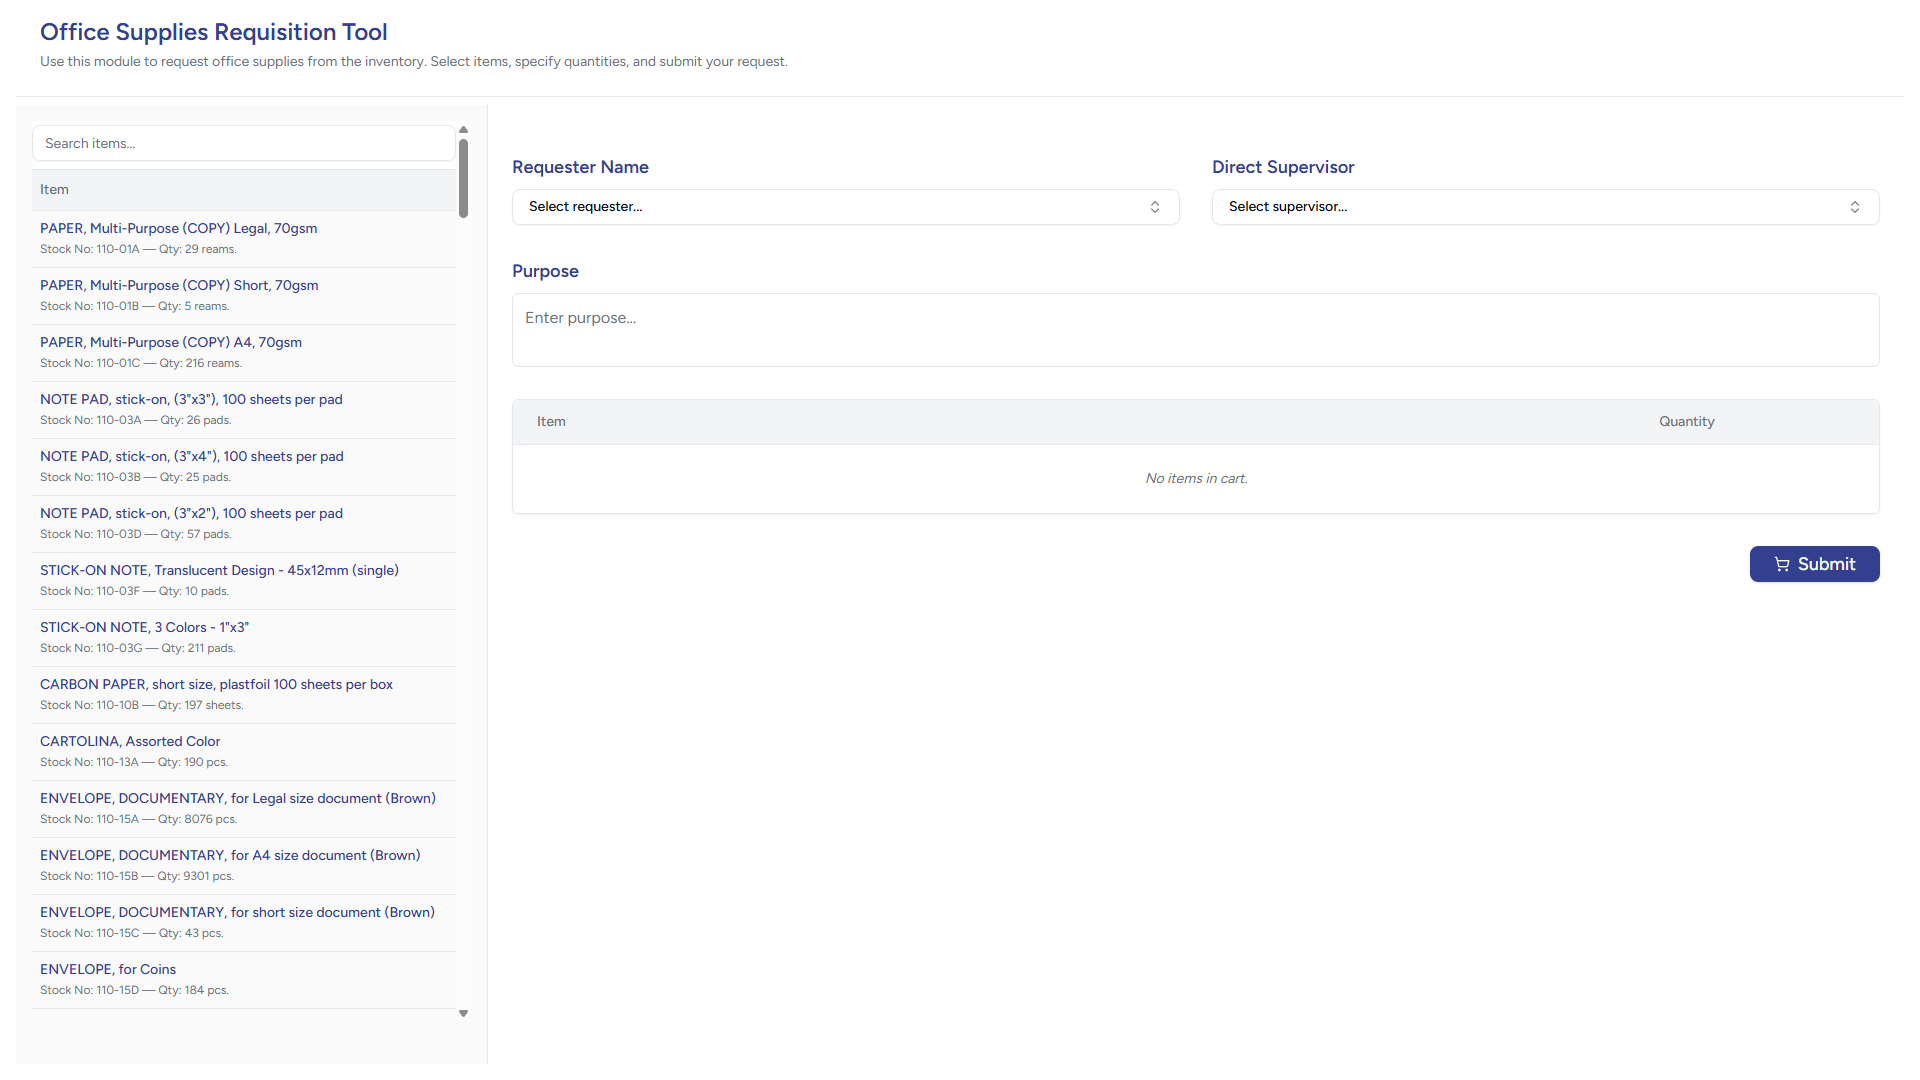 Office Supplies Requisition Tool
Use this module to request office supplies from the inventory. Select items, specify quantities, and submit your request.
Search items...
Item
PAPER, Multi-Purpose (COPY) Legal, 70gsm
Stock No: 110-01A — Qty: 29 reams.
PAPER, Multi-Purpose (COPY) Short, 70gsm
Stock No: 110-01B — Qty: 5 reams.
PAPER, Multi-Purpose (COPY) A4, 70gsm
Stock No: 110-01C — Qty: 216 reams.
NOTE PAD, stick-on, (3"x3"), 100 sheets per pad
Stock No: 110-03A — Qty: 26 pads.
NOTE PAD, stick-on, (3"x4"), 100 sheets per pad
Stock No: 110-03B — Qty: 25 pads.
NOTE PAD, stick-on, (3"x2"), 100 sheets per pad
Stock No: 110-03D — Qty: 57 pads.
STICK-ON NOTE, Translucent Design - 45x12mm (single)
Stock No: 110-03F — Qty: 10 pads.
STICK-ON NOTE, 3 Colors - 1"x3"
Stock No: 110-03G — Qty: 211 pads.
CARBON PAPER, short size, plastfoil 100 sheets per box
Stock No: 110-10B — Qty: 197 sheets.
CARTOLINA, Assorted Color
Stock No: 110-13A — Qty: 190 pcs.
ENVELOPE, DOCUMENTARY, for Legal size document (Brown)
Stock No: 110-15A — Qty: 8076 pcs.
ENVELOPE, DOCUMENTARY, for A4 size document (Brown)
Stock No: 110-15B — Qty: 9301 pcs.
ENVELOPE, DOCUMENTARY, for short size document (Brown)
Stock No: 110-15C — Qty: 43 pcs.
ENVELOPE, for Coins
Stock No: 110-15D — Qty: 184 pcs.
Requester Name
Select requester...
Direct Supervisor
Select supervisor...
Purpose
Enter purpose...
Item Quantity
No items in cart.
Submit